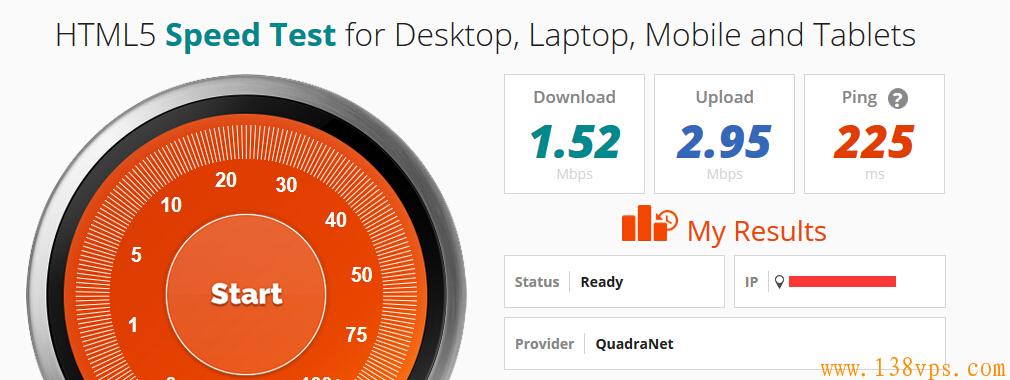 HTML5 Speed Test for Desktop, Laptop, Mobile and Tablets
Download
1.52
Mbps
Upload
2.95
Mbps
Ping ?
225
ms
My Results
Status Ready
IP
Provider QuadraNet
1
5
10
20
30
40
50
75
Start
www.138vps.com